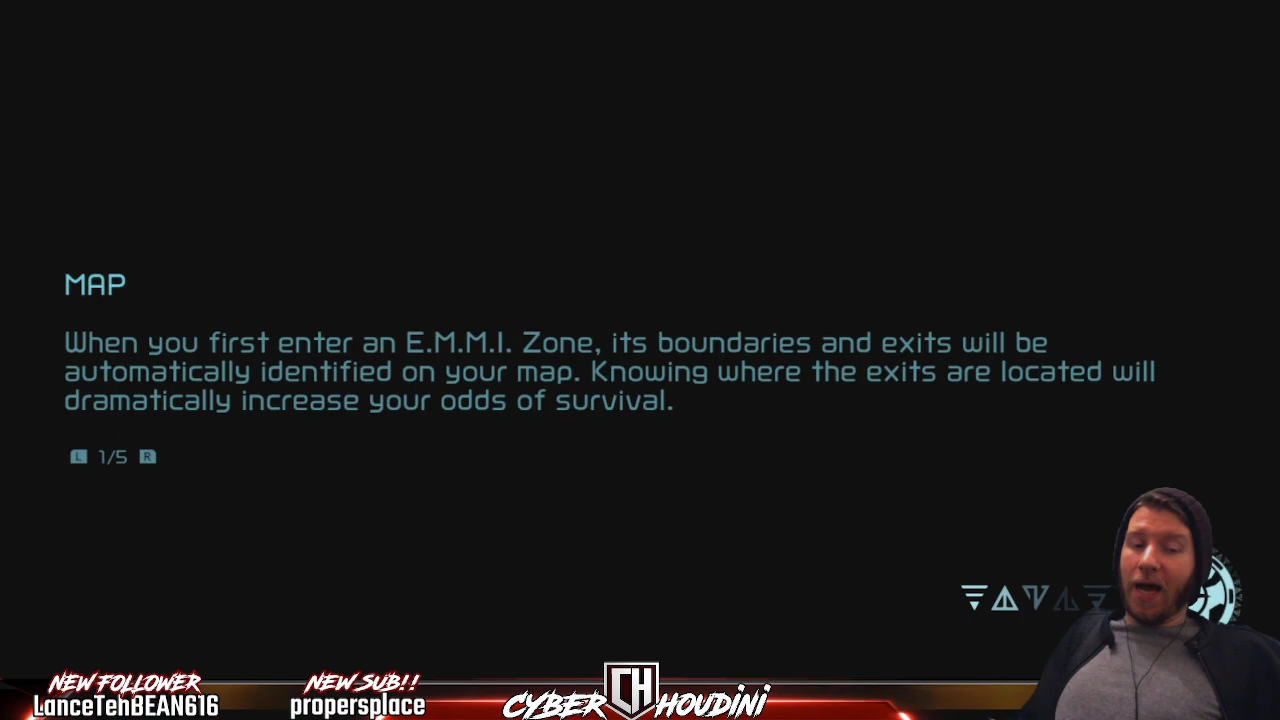 MAP
When you first enter an E.M.M.I. Zone, its boundaries and exits will be
automatically identified on your map. Knowing where the exits are located will
dramatically increase your odds of survival.
L 1/5 R
NEW FOLLOWER
LanceTenBEAN616
NEW SUB!!
propersplace
CYBER CH HOUDINI